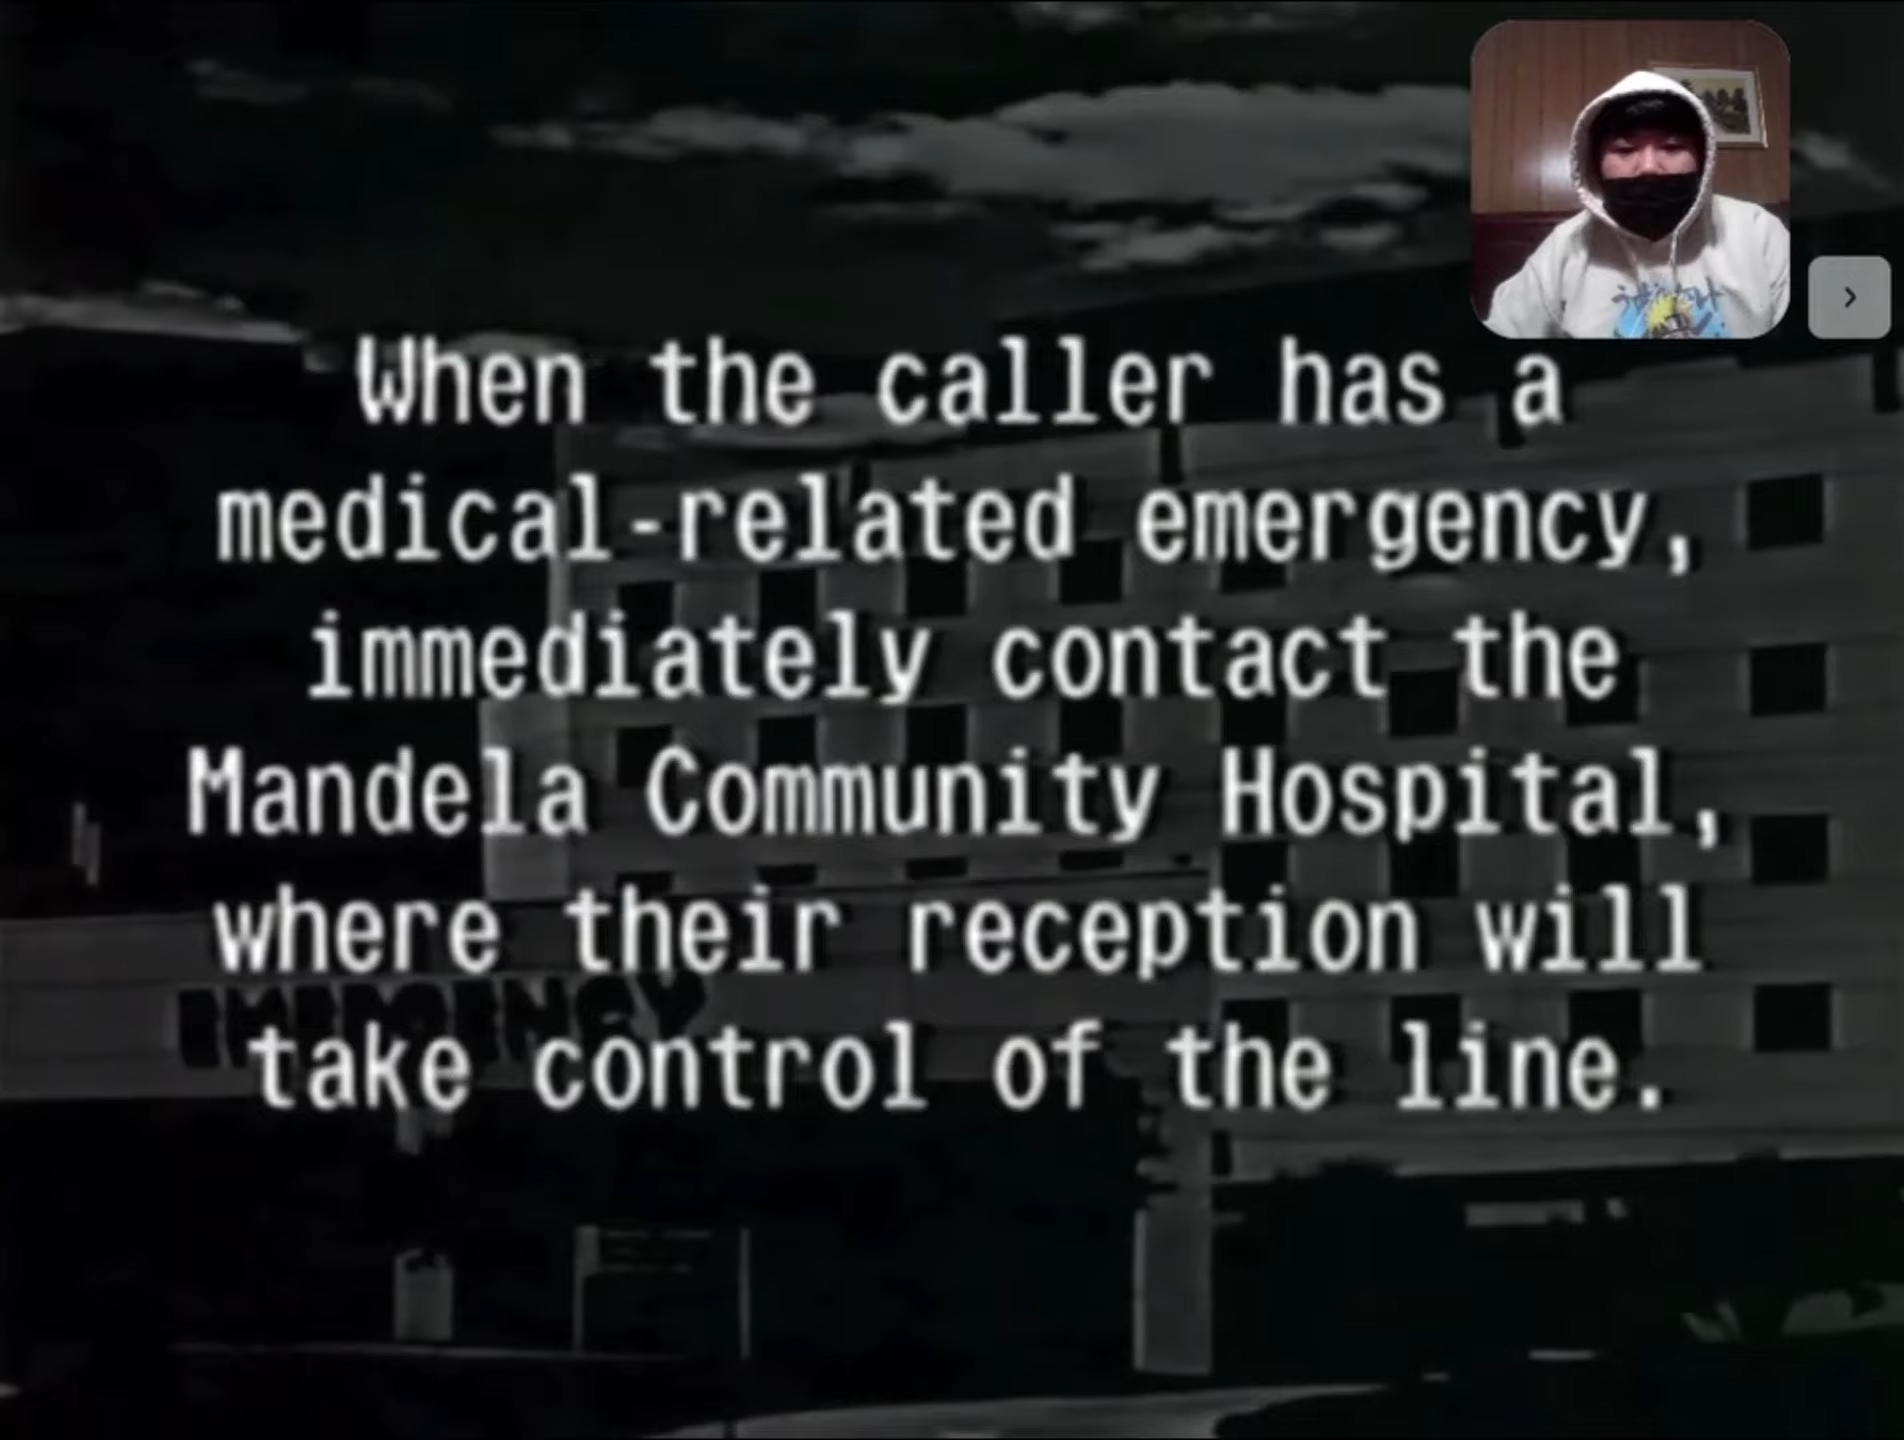 When the caller has a
medical-related emergency,
immediately contact the
Mandela Community Hospital,
where their reception will
take control of the line.